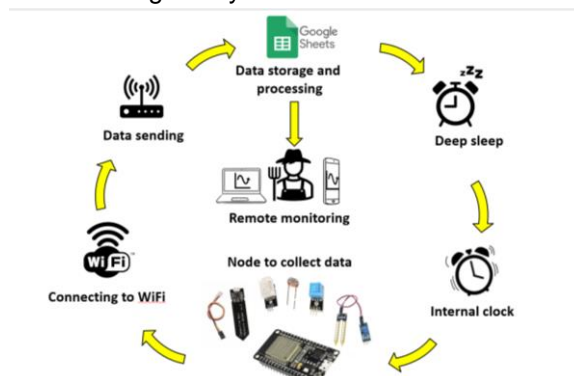 Google
Sheets
Data storage and
processing
zzZ
Deep sleep
Data sending
Remote monitoring
WiFi
Connecting to WiFi
Node to collect data
Internal clock